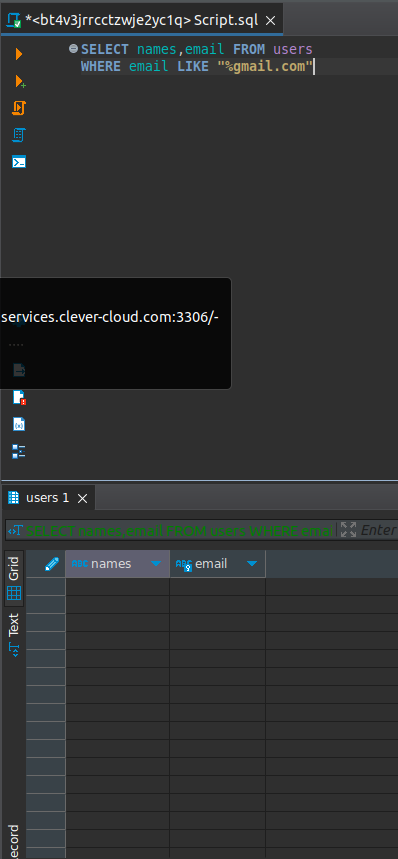 *<bt4v3jrrcctzwje2yc1q> Script.sql
SELECT names,email FROM users
WHERE email LIKE "%gmail.com"
services.clever-cloud.com:3306/-
users 1
SELECT names,email FROM users WHERE emai
Enter
Grid
names
email
Text
ecord